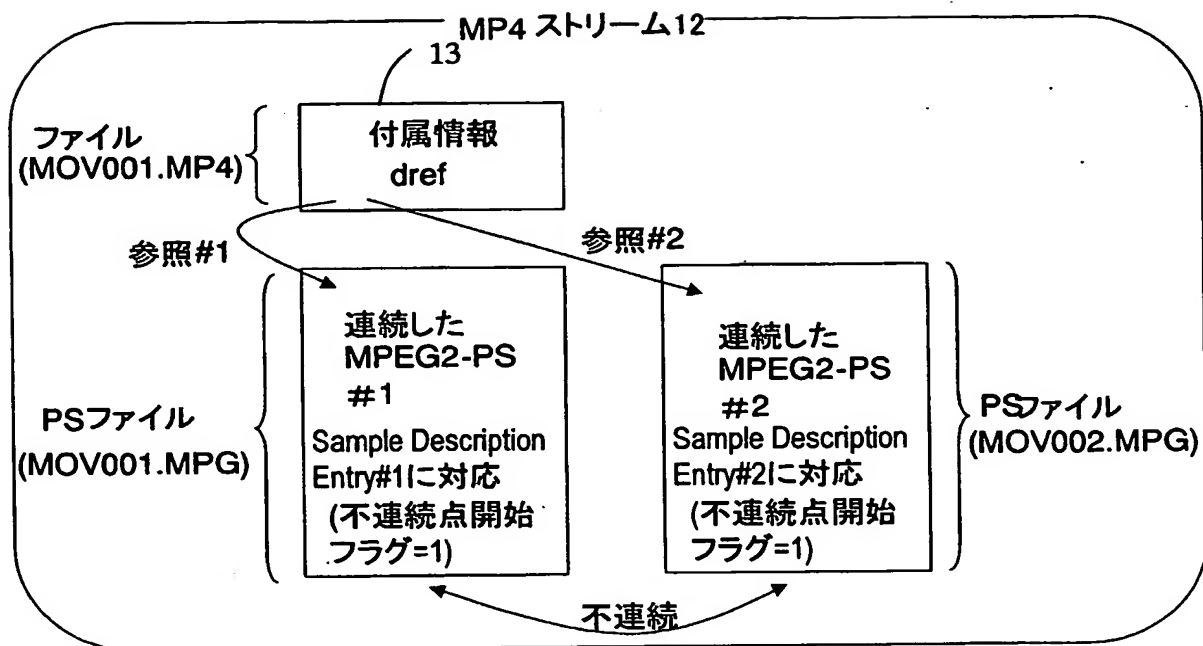 MP4 ストリーム12
13
ファイル
(MOV001.MP4)
付属情報
dref
参照#1
参照#2
PSファイル
(MOV001.MPG)
連続した
MPEG2-PS
#1
Sample Description
Entry#1に対応
(不連続点開始
フラグ=1)
連続した
MPEG2-PS
#2
Sample Description
Entry#2に対応
(不連続点開始
フラグ=1)
PSファイル
(MOV002.MPG)
不連続